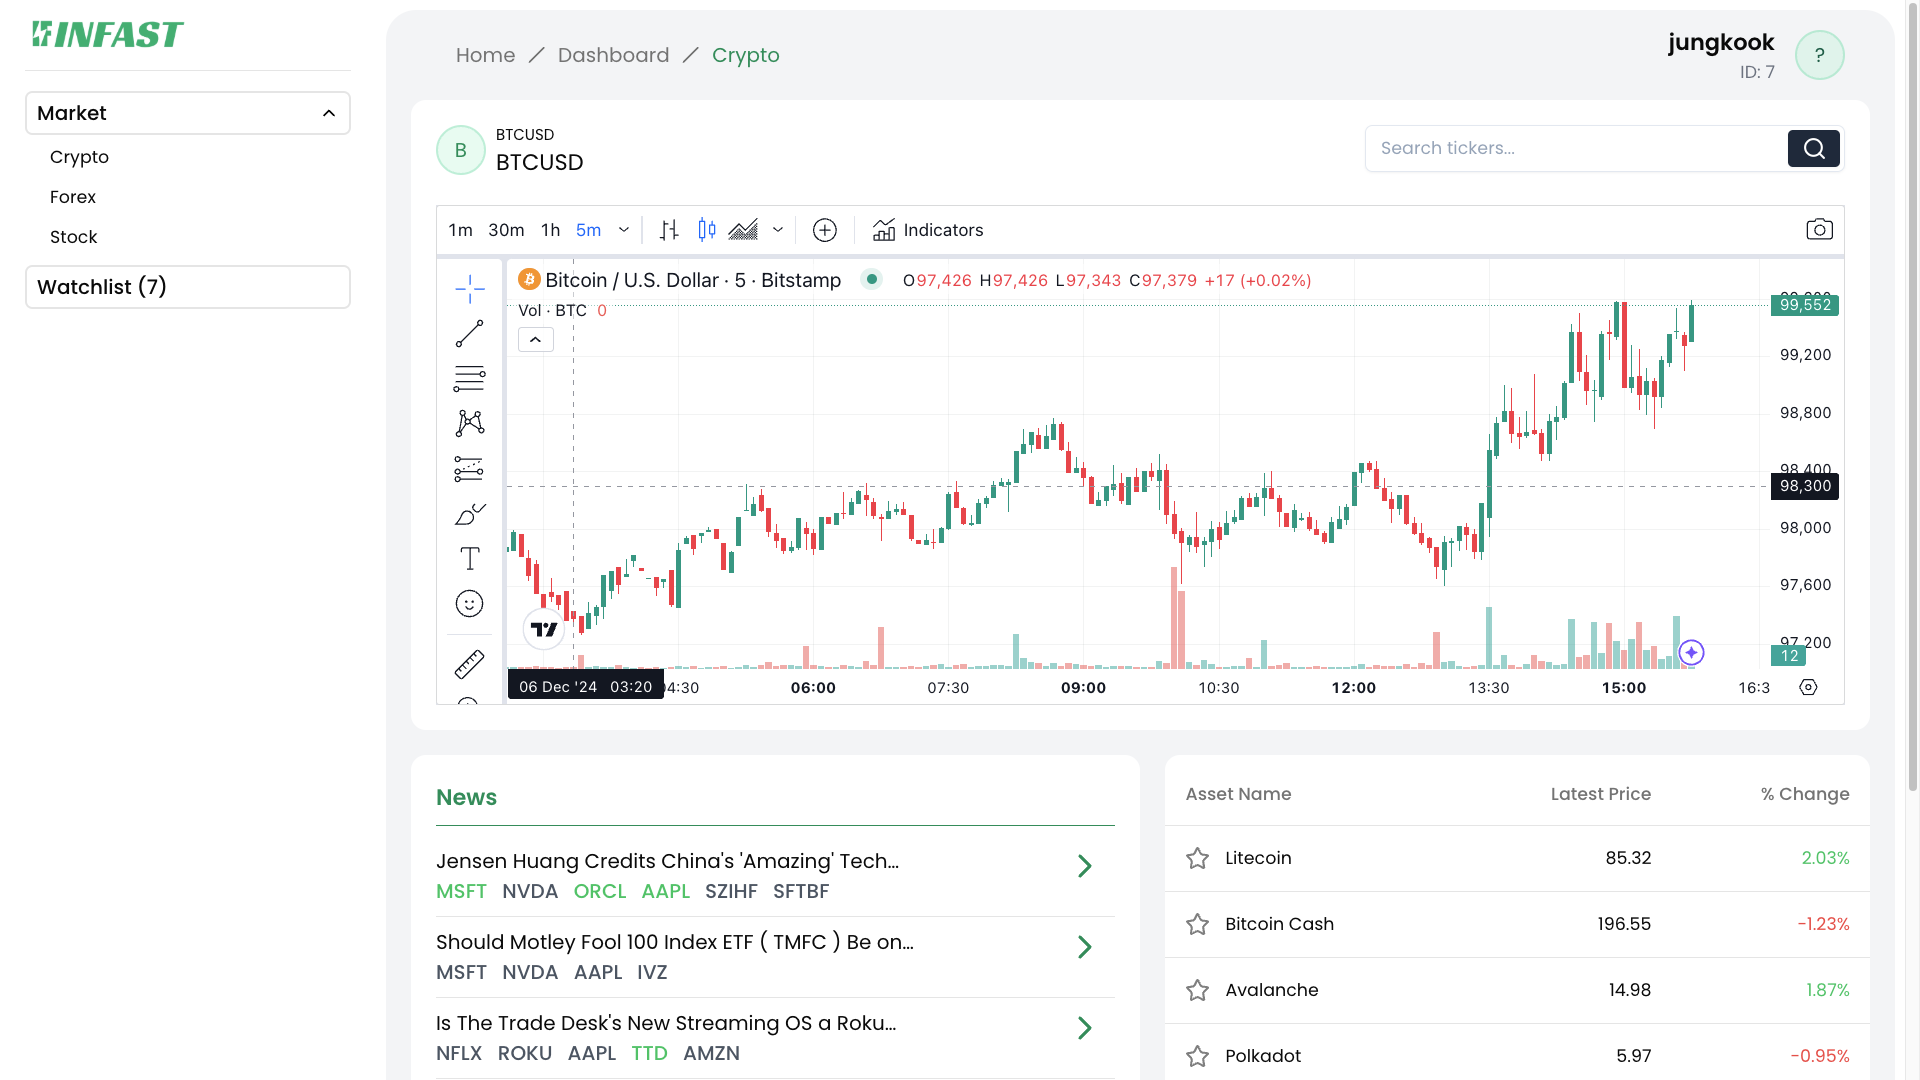 INFAST
Market
Crypto
Forex
Stock
Watchlist (7)
Home / Dashboard / Crypto
jungkook
ID: 7
?
B
BTCUSD
BTCUSD
Search tickers...
1m 30m 1h 5m
Indicators
Bitcoin / U.S. Dollar · 5 · Bitstamp
O97,426 H97,426 L97,343 C97,379 +17 (+0.02%)
Vol · BTC 0
99,552
99,200
98,800
98,400
98,300
98,000
97,600
97,200
12
06 Dec '24 03:20
04:30 06:00 07:30 09:00 10:30 12:00 13:30 15:00 16:3
News
Jensen Huang Credits China's 'Amazing' Tech...
MSFT NVDA ORCL AAPL SZIHF SFTBF
Should Motley Fool 100 Index ETF ( TMFC ) Be on...
MSFT NVDA AAPL IVZ
Is The Trade Desk's New Streaming OS a Roku...
NFLX ROKU AAPL TTD AMZN
Asset Name Latest Price % Change
Litecoin 85.32 2.03%
Bitcoin Cash 196.55 -1.23%
Avalanche 14.98 1.87%
Polkadot 5.97 -0.95%